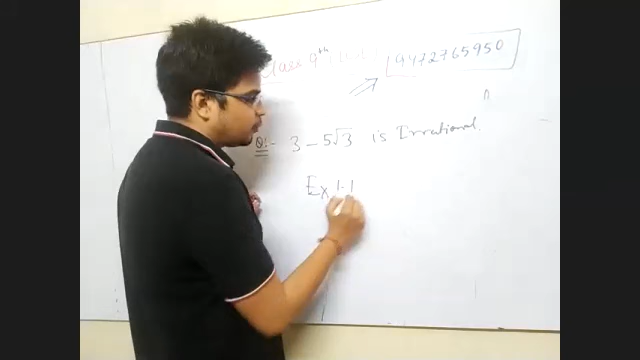 Class 9th
9472765950
Q:- 3 - 5√3 is Irrational.
Ex 1.1